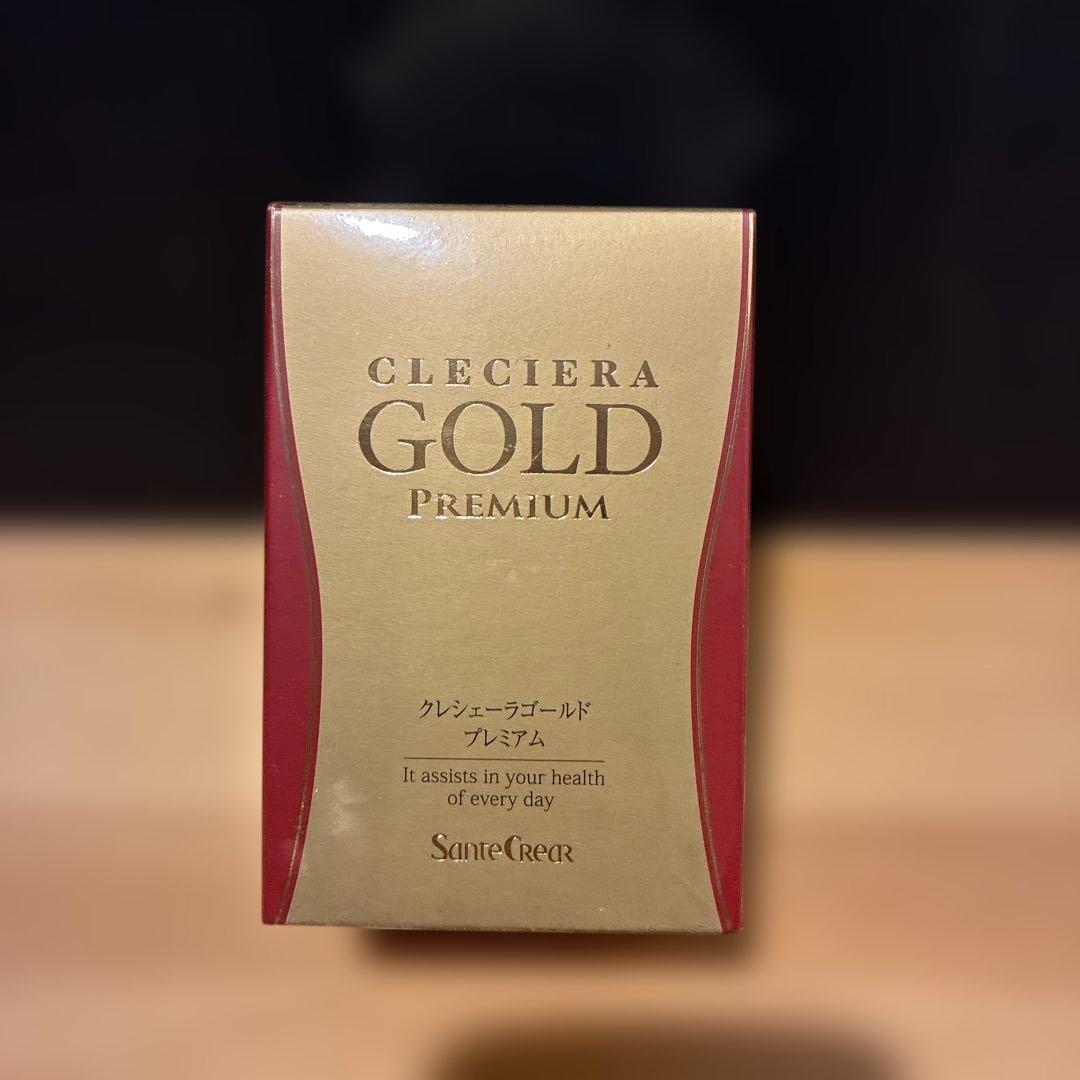 CLECIERA
GOLD
PREMIUM
クレシェーラゴールド
プレミアム
It assists in your health
of every day
SanteCrear